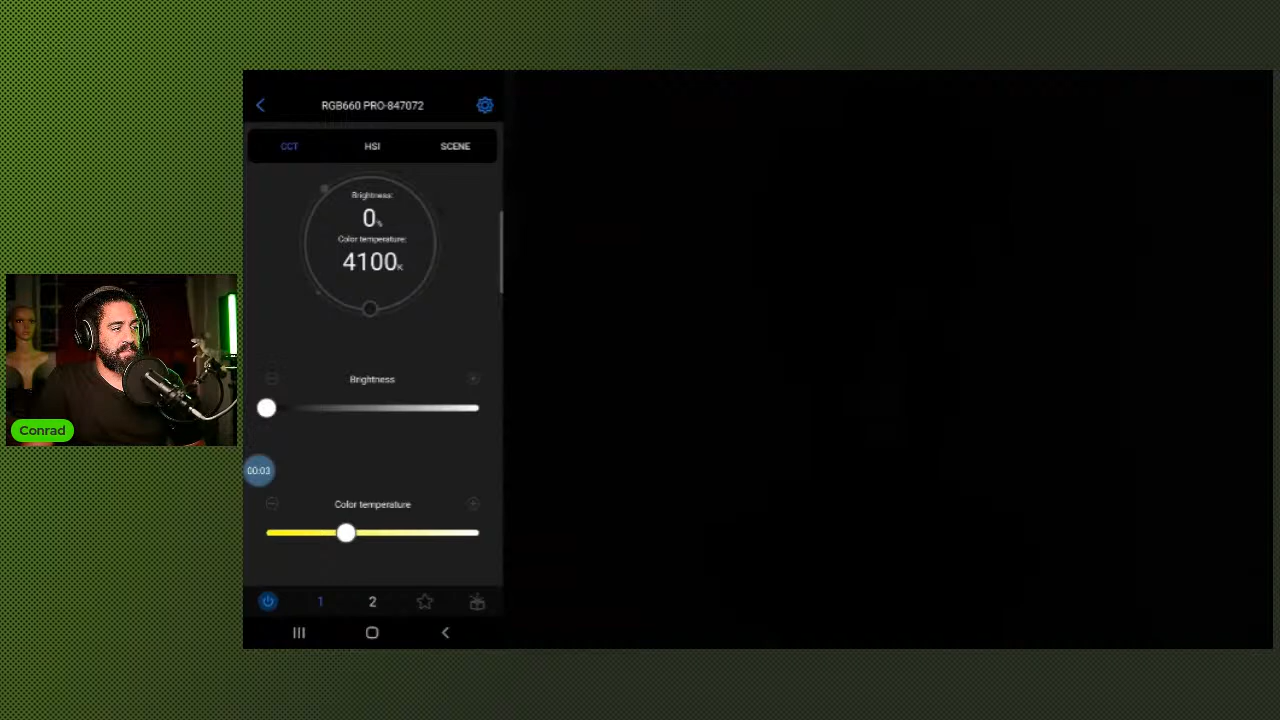 RGB660 PRO-847072
CCT HSI SCENE
Brightness:
0%
Color temperature:
4100K
Brightness
Conrad
00:03
Color temperature
1 2